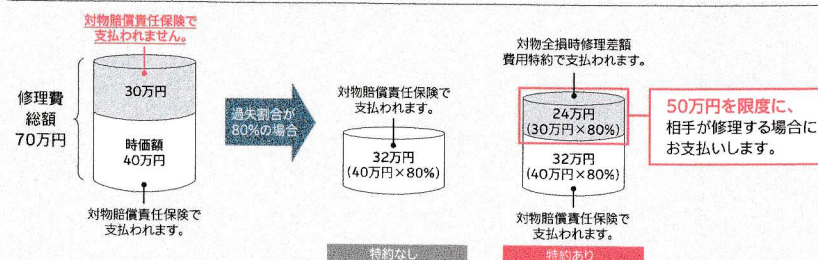 対物賠償責任保険で
支払われません。
30万円
修理費
総額
70万円
時価額
40万円
対物賠償責任保険で
支払われます。
過失割合が
80%の場合
対物賠償責任保険で
支払われます。
32万円
(40万円×80%)
特約なし
対物全損時修理差額
費用特約で支払われます。
24万円
(30万円×80%)
32万円
(40万円×80%)
対物賠償責任保険で
支払われます。
特約あり
50万円を限度に、
相手が修理する場合に
お支払いします。